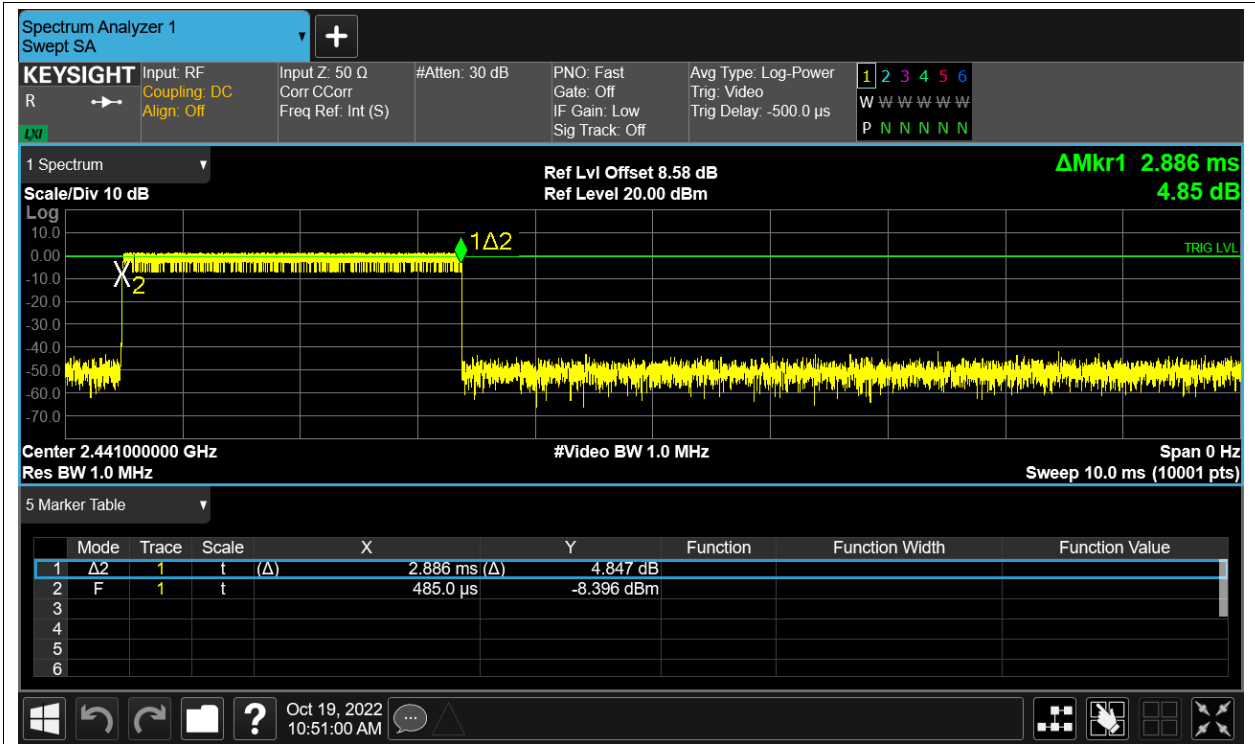 Spectrum Analyzer 1
Swept SA
KEYSIGHT Input: RF Input Z: 50 Ω #Atten: 30 dB PNO: Fast Avg Type: Log-Power 1 2 3 4 5 6
R Coupling: DC Corr CCorr Gate: Off Trig: Video W W W W W W
Align: Off Freq Ref: Int (S) IF Gain: Low Trig Delay: -500.0 µs
LXI Sig Track: Off P N N N N N
1 Spectrum Ref Lvl Offset 8.58 dB ΔMkr1 2.886 ms
Scale/Div 10 dB Ref Level 20.00 dBm 4.85 dB
Log
10.0
1Δ2
0.00 TRIG LVL
-10.0
2
-20.0
-30.0
-40.0
-50.0
-60.0
-70.0
Center 2.441000000 GHz #Video BW 1.0 MHz Span 0 Hz
Res BW 1.0 MHz Sweep 10.0 ms (10001 pts)
5 Marker Table
Mode Trace Scale X Y Function Function Width Function Value
1 Δ2 1 t (Δ) 2.886 ms (Δ) 4.847 dB
2 F 1 t 485.0 µs -8.396 dBm
3
4
5
6
? Oct 19, 2022
10:51:00 AM